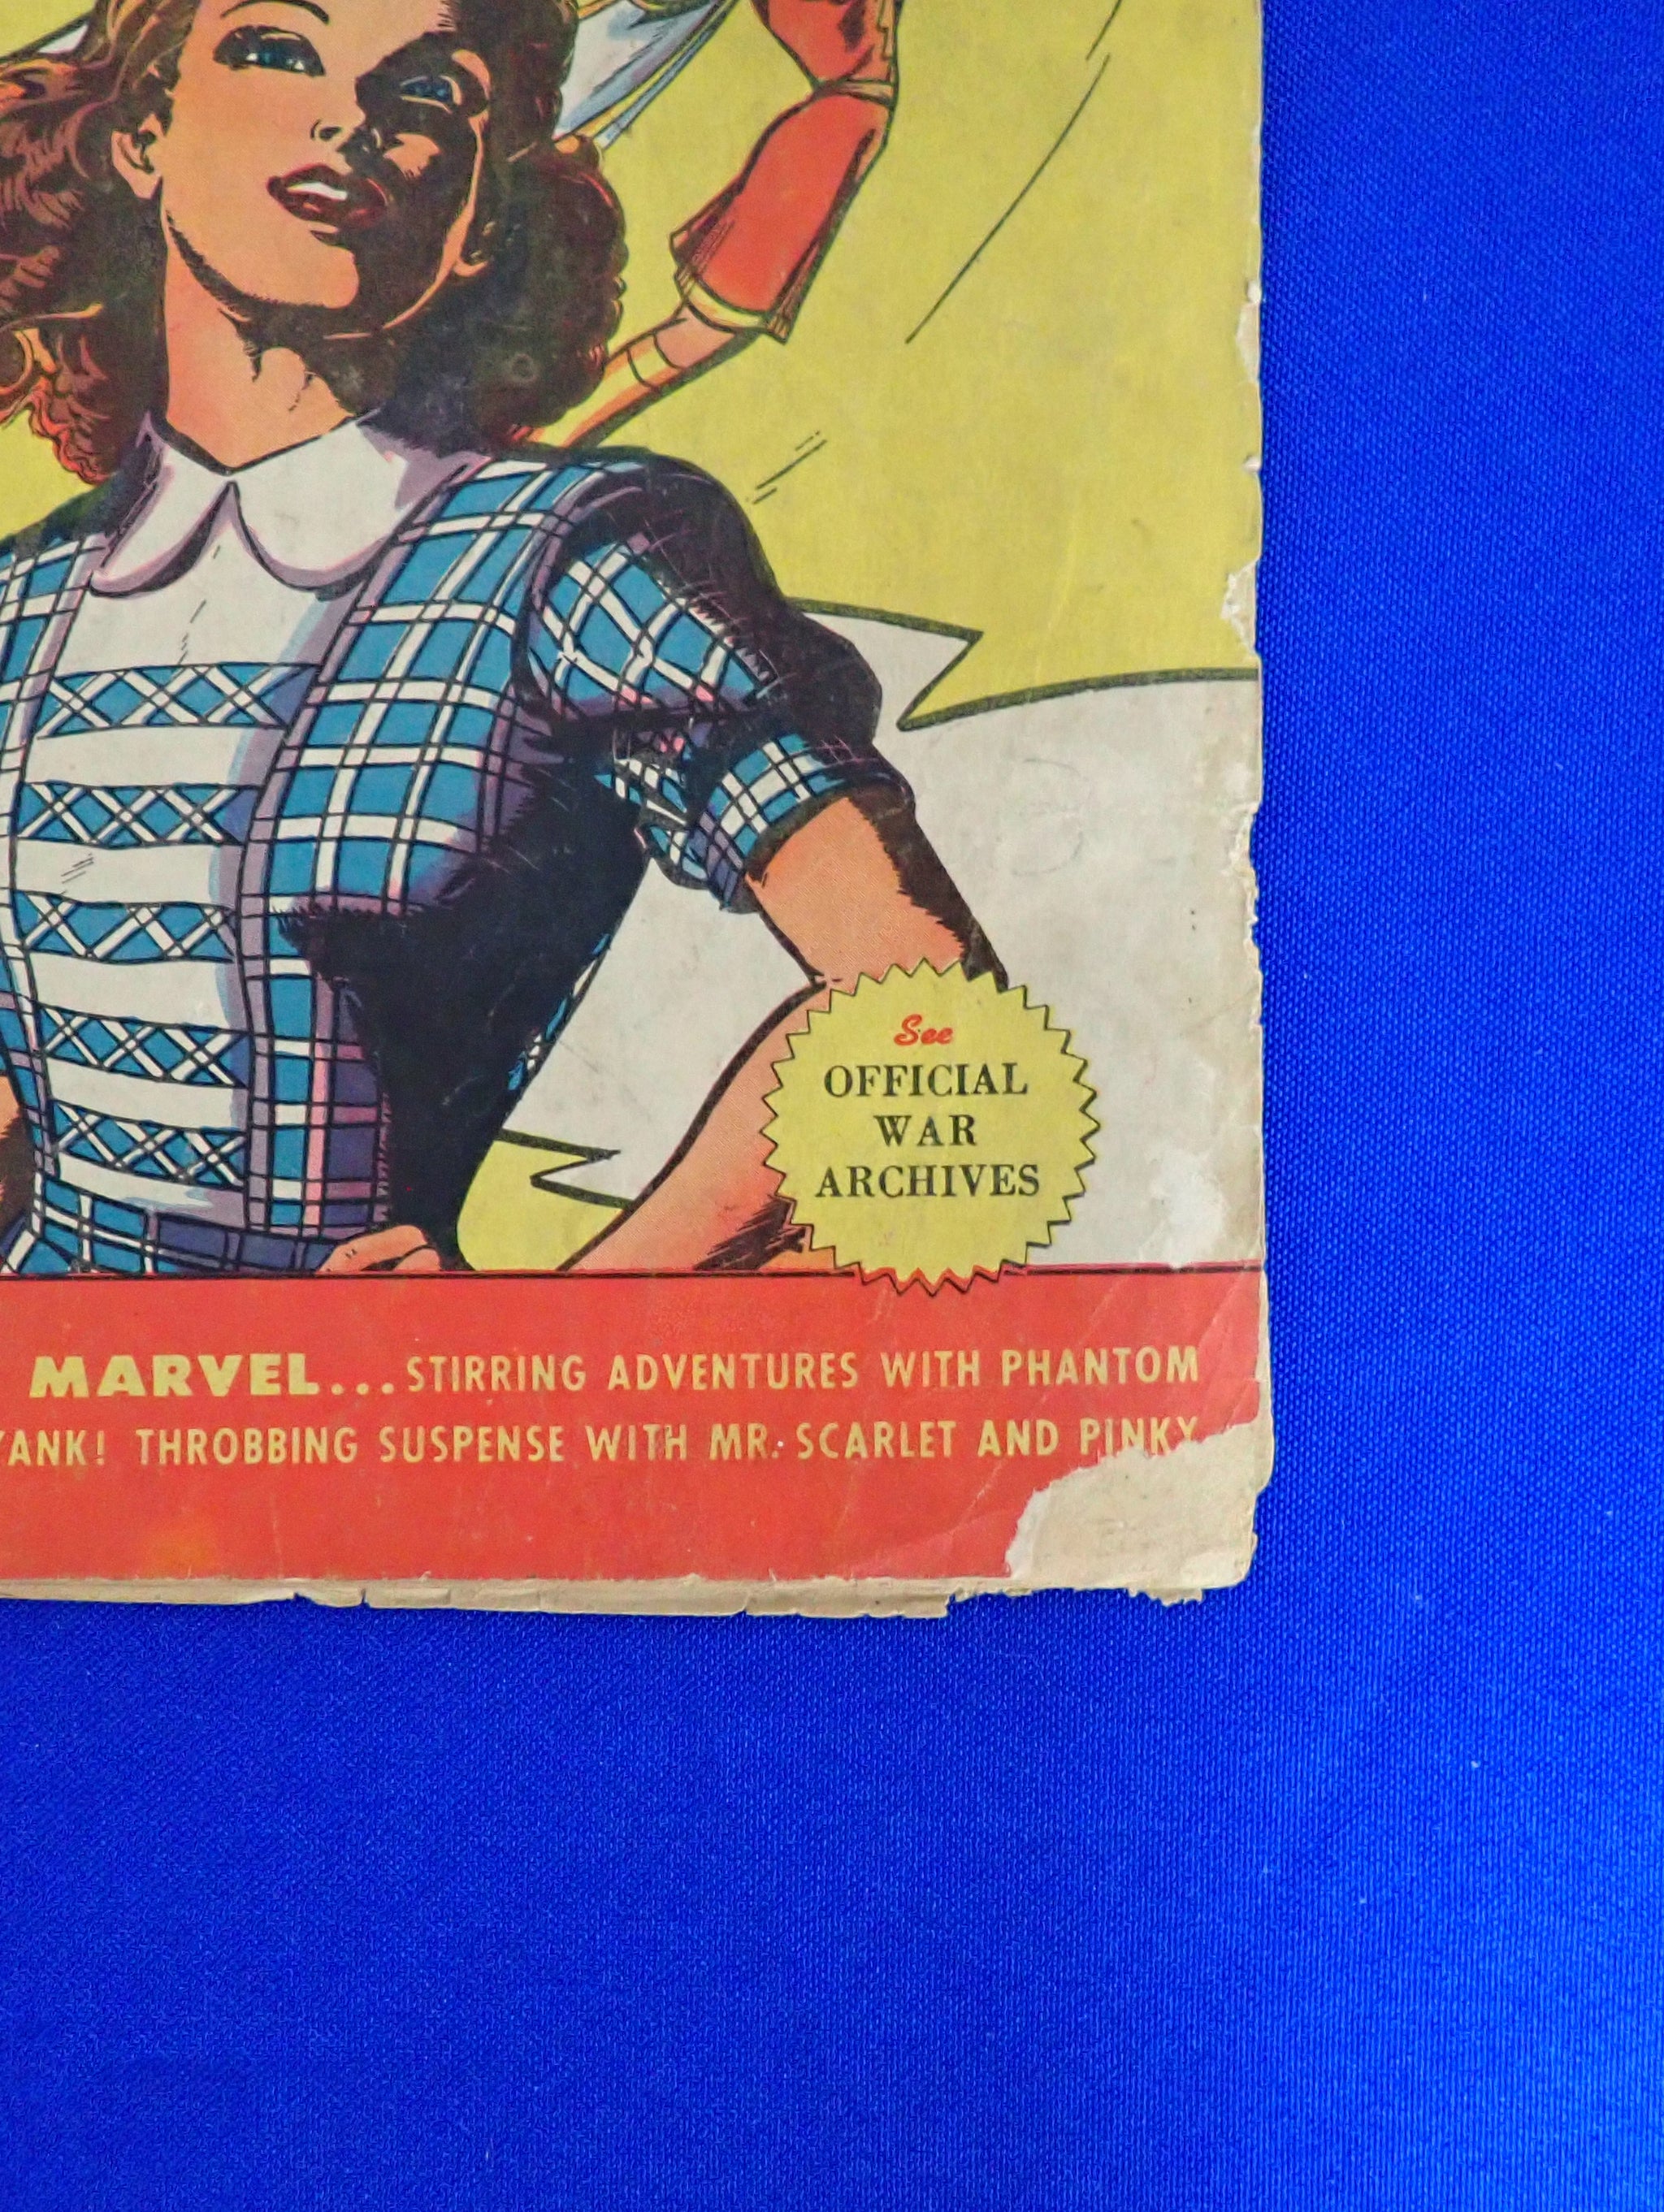 See
OFFICIAL
WAR
ARCHIVES
MARVEL...STIRRING ADVENTURES WITH PHANTOM
YANK! THROBBING SUSPENSE WITH MR. SCARLET AND PINKY